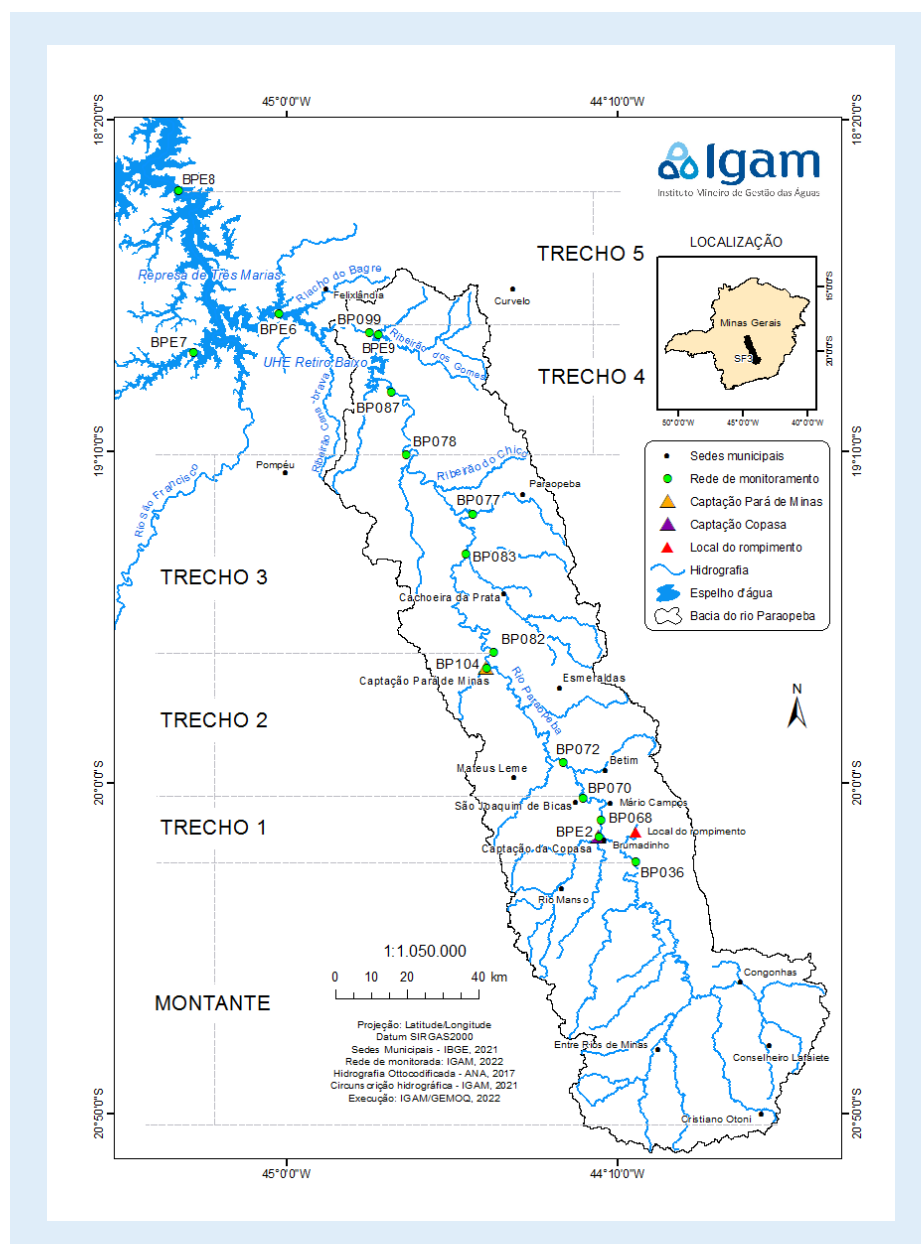 45°0'0"W
44°10'0"W
18°20'0"S
18°20'0"S
Igam
Instituto Mineiro de Gestão das Águas
BPE8
LOCALIZAÇÃO
TRECHO 5
Represa de Três Marias
Riacho do Bagre
Felixlândia
Curvelo
15°0'0"S
Minas Gerais
20°0'0"S
SF3
50°0'0"W
45°0'0"W
40°0'0"W
BPE6
BP099
BPE7
BPE9
Ribeirão dos Gomes
UHE Retiro Baixo
TRECHO 4
BP087
Ribeirão Cana -brava
19°10'0"S
19°10'0"S
BP078
Pompéu
Ribeirão do Chico
Paraopeba
Rio São Francisco
BP077
BP083
TRECHO 3
Cachoeira da Prata
Sedes municipais
Rede de monitoramento
Captação Pará de Minas
Captação Copasa
Local do rompimento
Hidrografia
Espelho d'água
Bacia do rio Paraopeba
BP082
BP104
Captação Pará de Minas
Rio Paraopeba
Esmeraldas
N
TRECHO 2
BP072
Betim
Mateus Leme
20°0'0"S
20°0'0"S
BP070
São Joaquim de Bicas
Mário Campos
TRECHO 1
BP068
Local do rompimento
BPE2
Brumadinho
Captação da Copasa
BP036
Rio Manso
1:1.050.000
0 10 20 40 km
Congonhas
MONTANTE
Projeção: Latitude/Longitude
Datum SIRGAS2000
Sedes Municipais - IBGE, 2021
Rede de monitorada: IGAM, 2022
Hidrografia Ottocodificada - ANA, 2017
Circunscrição hidrográfica - IGAM, 2021
Execução: IGAM/GEMOQ, 2022
Entre Rios de Minas
Conselheiro Lafaiete
Cristiano Otoni
20°50'0"S
20°50'0"S
45°0'0"W
44°10'0"W